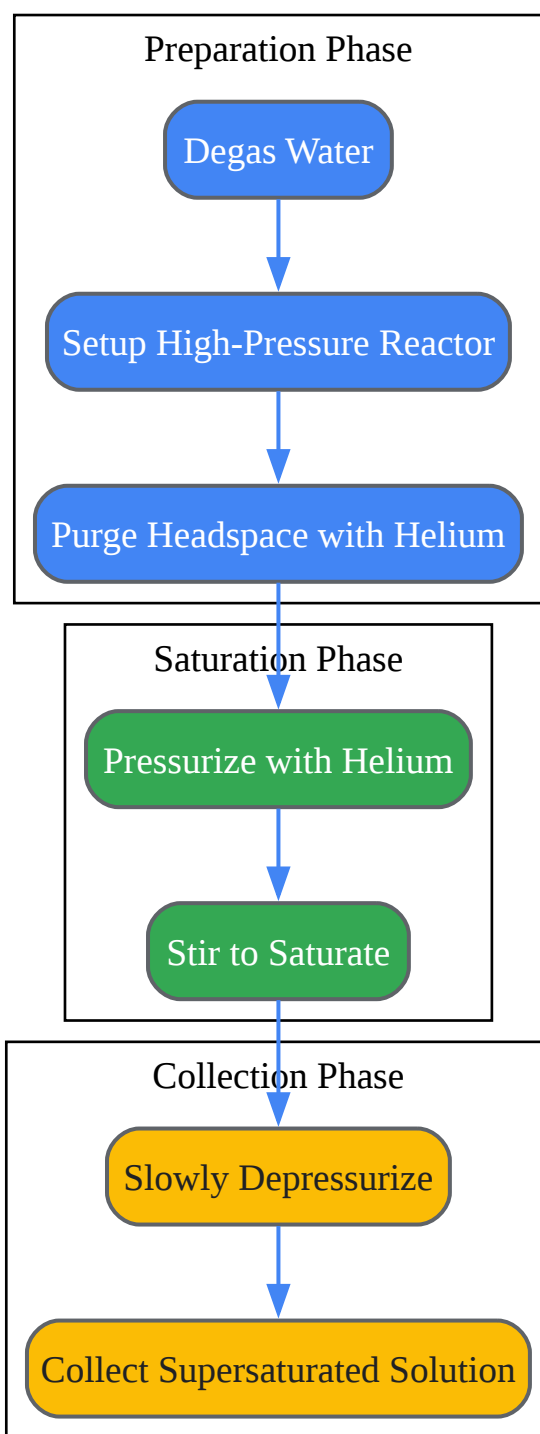 Preparation Phase
Degas Water
Setup High-Pressure Reactor
Purge Headspace with Helium
Saturation Phase
Pressurize with Helium
Stir to Saturate
Collection Phase
Slowly Depressurize
Collect Supersaturated Solution